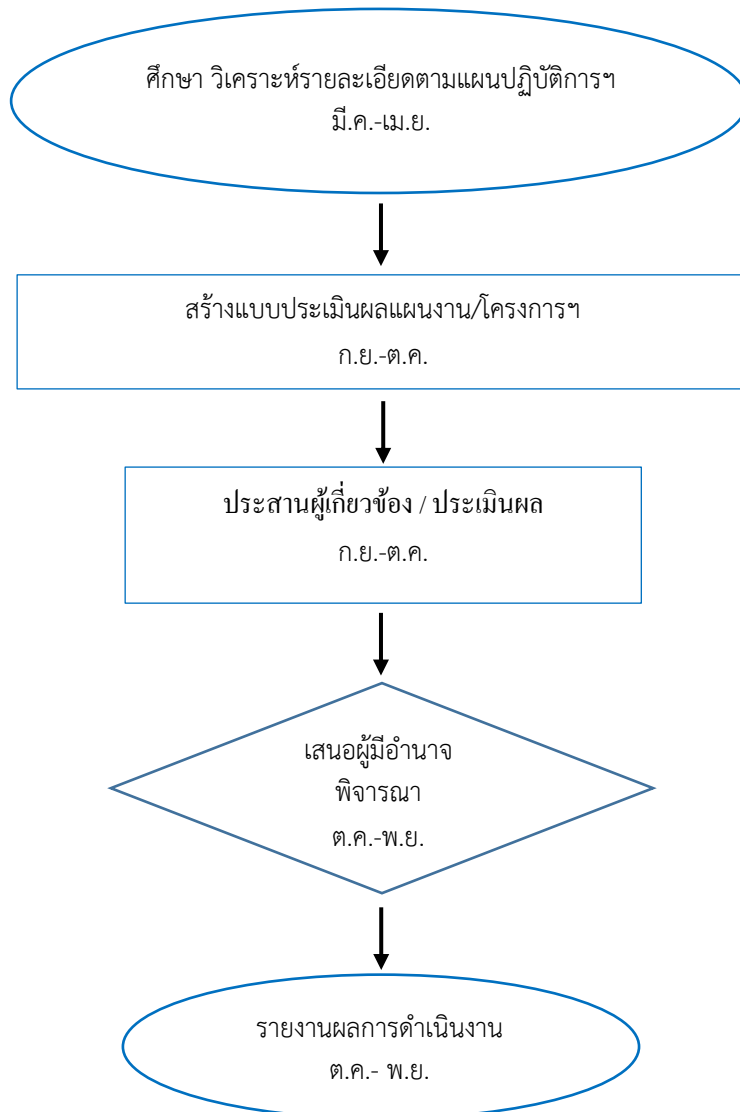 ศึกษา วิเคราะห์รายละเอียดตามแผนปฏิบัติการฯ
มี.ค.-เม.ย.
สร้างแบบประเมินผลแผนงาน/โครงการฯ
ก.ย.-ต.ค.
ประสานผู้เกี่ยวข้อง / ประเมินผล
ก.ย.-ต.ค.
เสนอผู้มีอำนาจ
พิจารณา
ต.ค.-พ.ย.
รายงานผลการดำเนินงาน
ต.ค.- พ.ย.